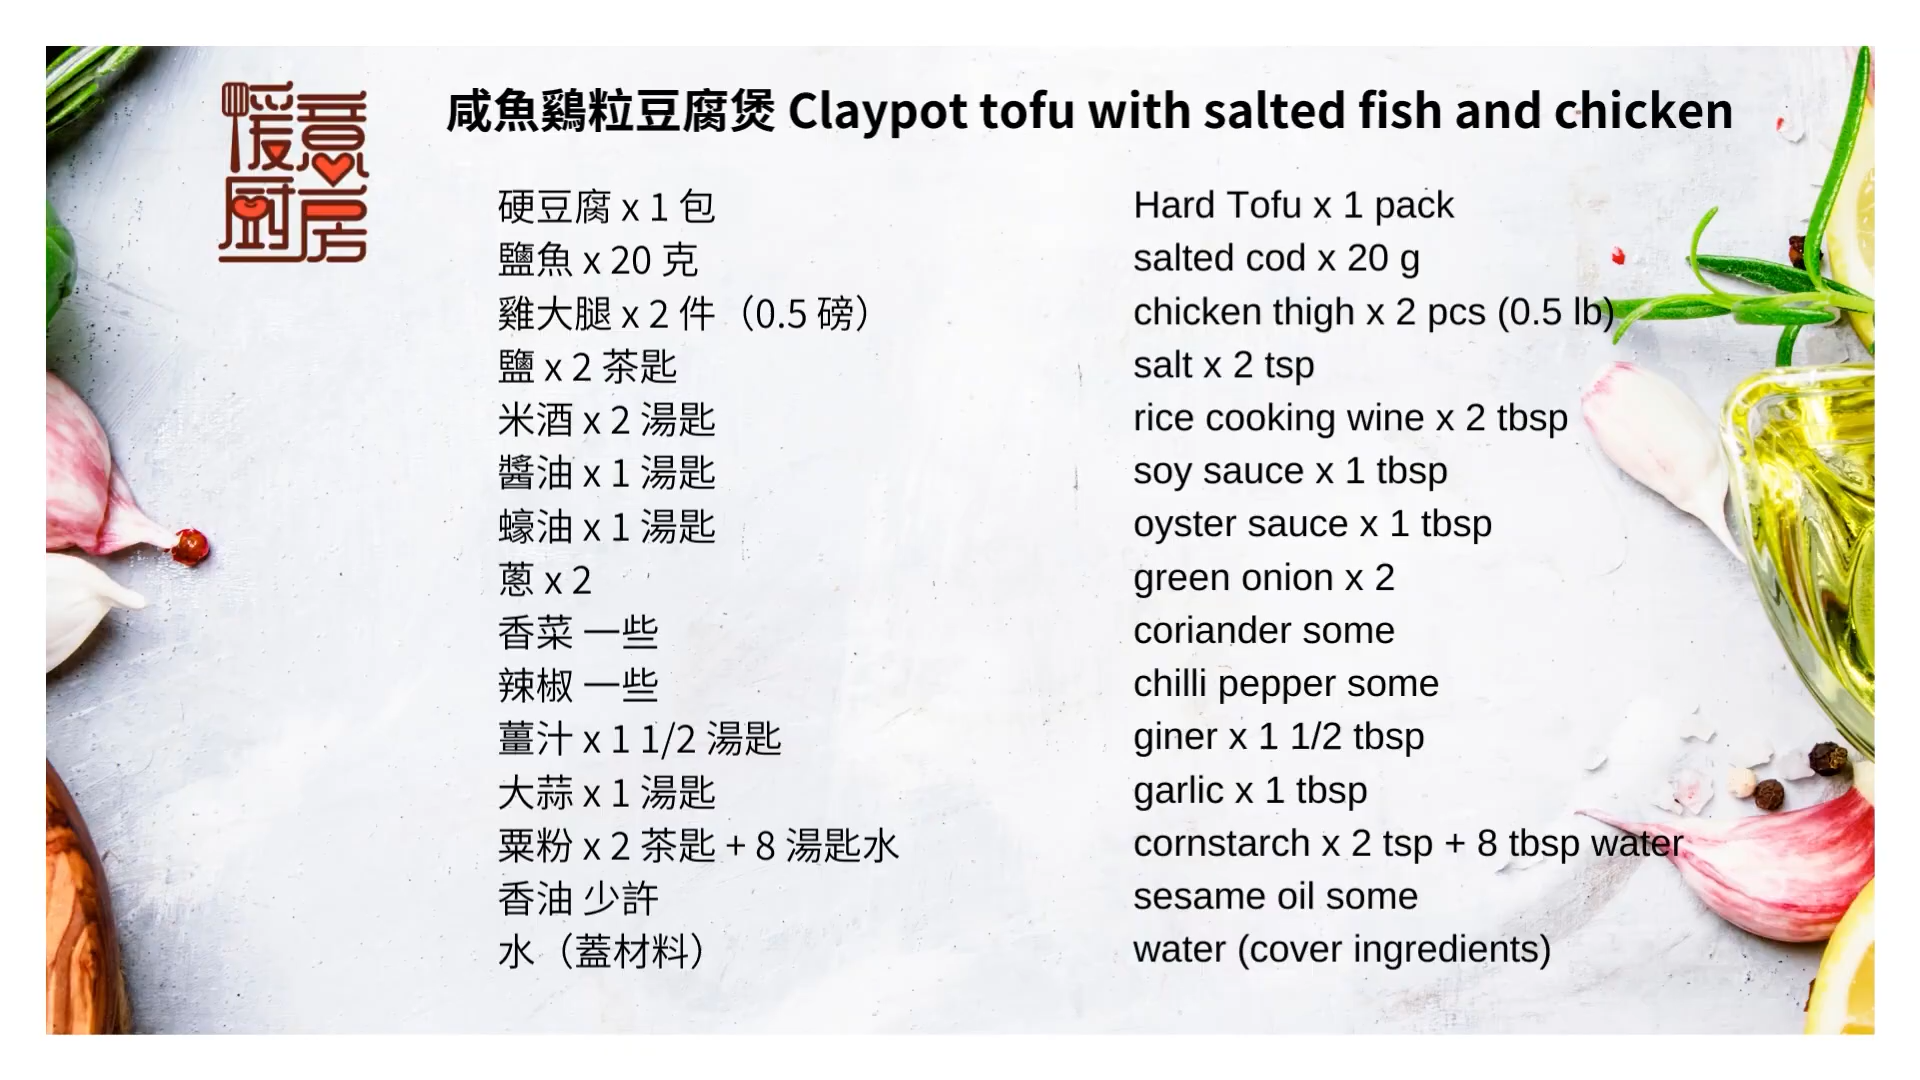 暖意厨房
咸魚鷄粒豆腐煲 Claypot tofu with salted fish and chicken
硬豆腐 x 1 包
鹽魚 x 20 克
雞大腿 x 2 件（0.5 磅）
鹽 x 2 茶匙
米酒 x 2 湯匙
醬油 x 1 湯匙
蠔油 x 1 湯匙
蔥 x 2
香菜 一些
辣椒 一些
薑汁 x 1 1/2 湯匙
大蒜 x 1 湯匙
粟粉 x 2 茶匙 + 8 湯匙水
香油 少許
水（蓋材料）
Hard Tofu x 1 pack
salted cod x 20 g
chicken thigh x 2 pcs (0.5 lb)
salt x 2 tsp
rice cooking wine x 2 tbsp
soy sauce x 1 tbsp
oyster sauce x 1 tbsp
green onion x 2
coriander some
chilli pepper some
giner x 1 1/2 tbsp
garlic x 1 tbsp
cornstarch x 2 tsp + 8 tbsp water
sesame oil some
water (cover ingredients)